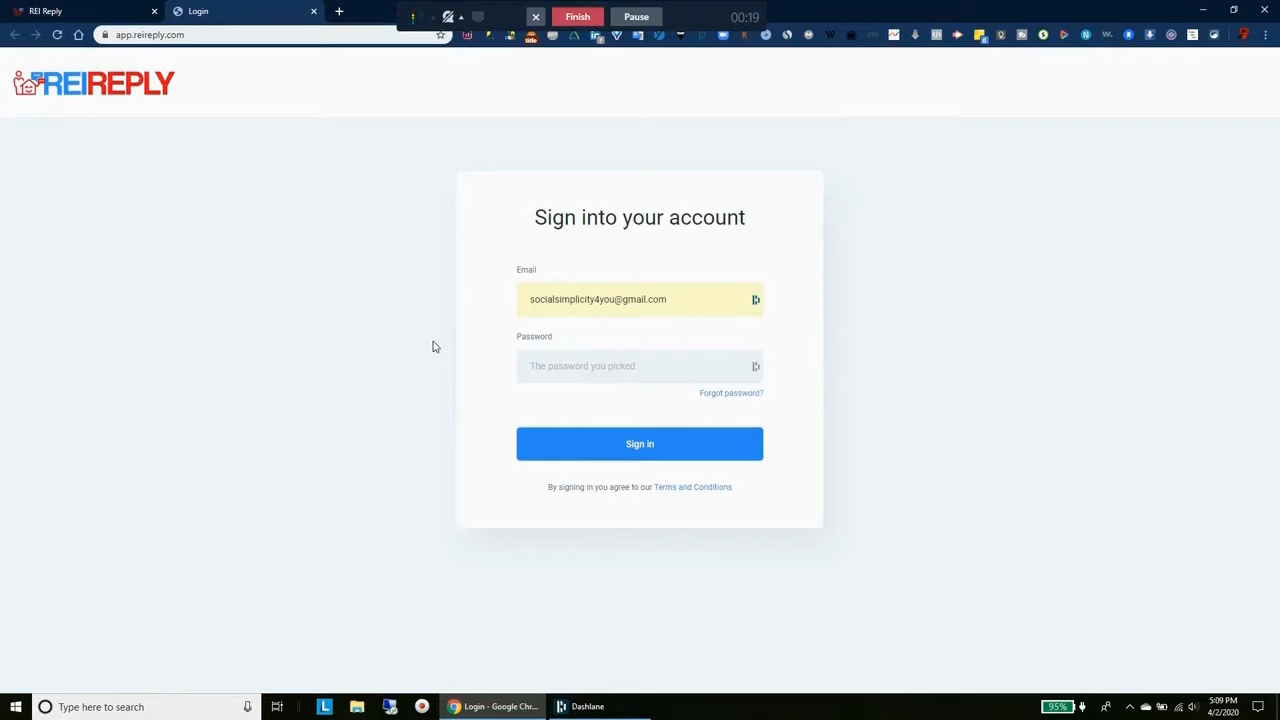 REI Reply
Login
Finish
Pause
00:19
app.reireply.com
REIREPLY
Sign into your account
Email
socialsimplicity4you@gmail.com
Password
The password you picked
Forgot password?
Sign in
By signing in you agree to our Terms and Conditions
Type here to search
Login - Google Chr...
Dashlane
95%
5:09 PM
4/2/2020